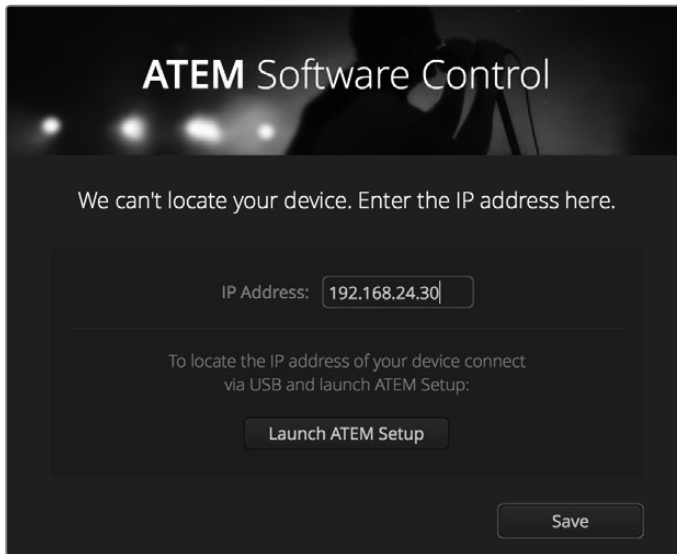 ATEM Software Control
We can't locate your device. Enter the IP address here.
IP Address: 192.168.24.30
To locate the IP address of your device connect
via USB and launch ATEM Setup:
Launch ATEM Setup
Save